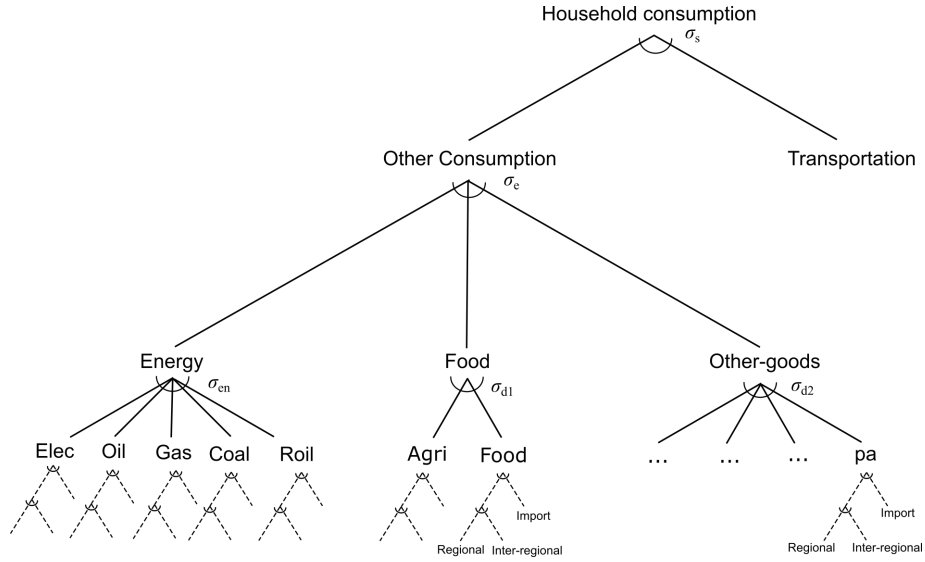 Household consumption
σs
Other Consumption
Transportation
σe
Energy
Food
Other-goods
σen
σd1
σd2
Elec
Oil
Gas
Coal
Roil
Agri
Food
...
...
...
pa
Import
Import
Regional
Inter-regional
Regional
Inter-regional